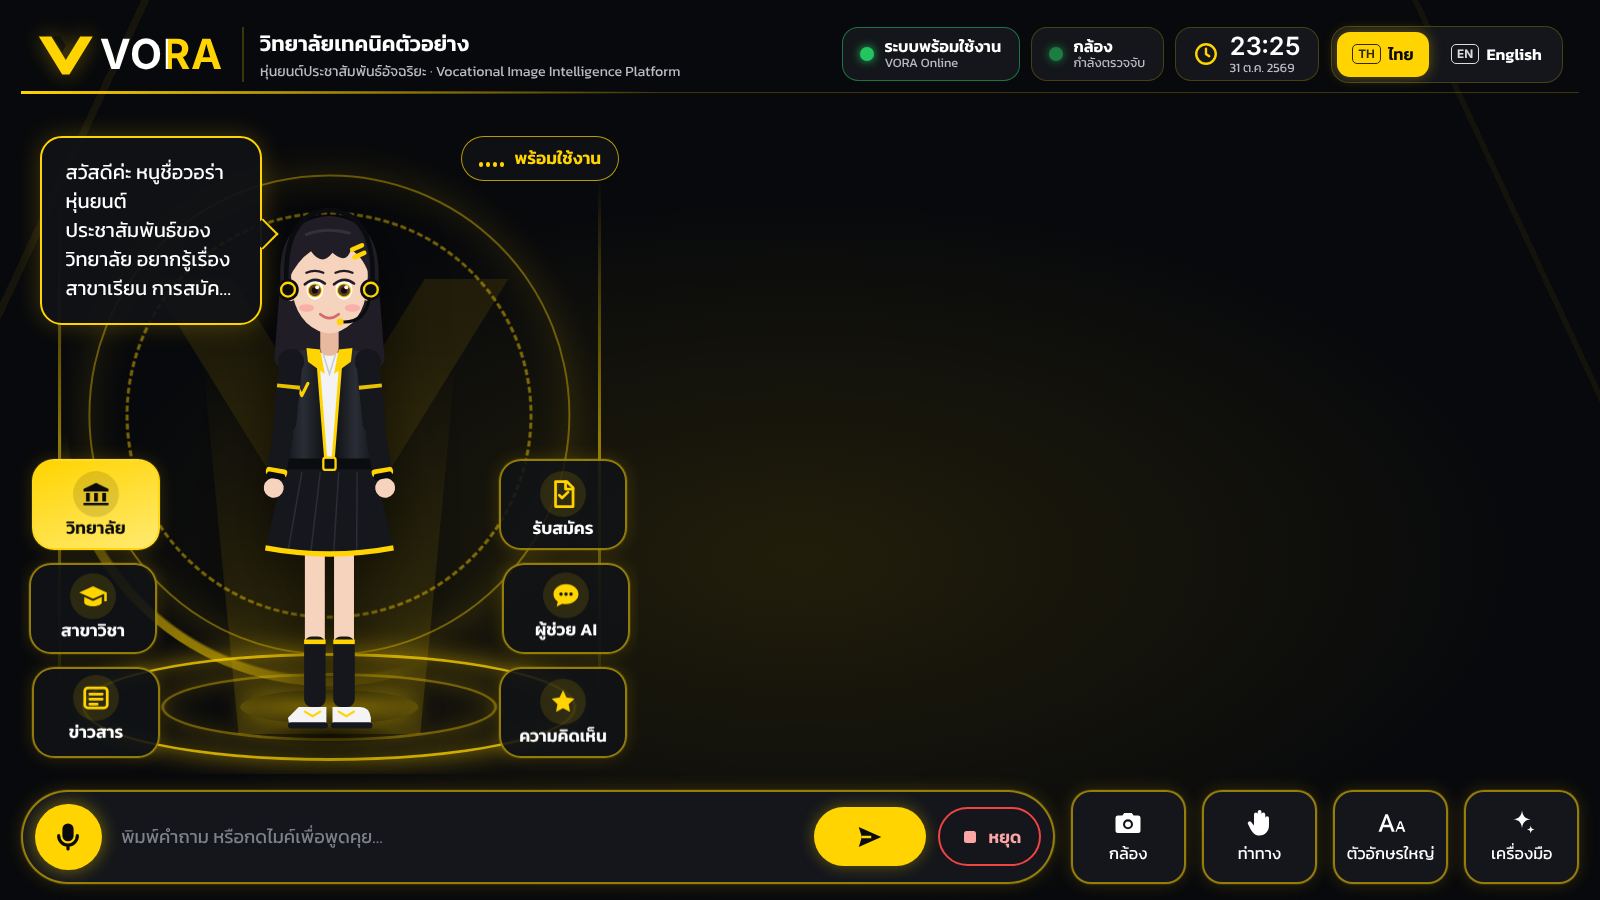 VORA
วิทยาลัยเทคนิคตัวอย่าง
หุ่นยนต์ประชาสัมพันธ์อัจฉริยะ · Vocational Image Intelligence Platform
ระบบพร้อมใช้งาน
VORA Online
กล้อง
กำลังตรวจจับ
23:25
31 ต.ค. 2569
TH ไทย
EN English
สวัสดีค่ะ หนูชื่อวอร่า
หุ่นยนต์
ประชาสัมพันธ์ของ
วิทยาลัย อยากรู้เรื่อง
สาขาเรียน การสมัค...
พร้อมใช้งาน
วิทยาลัย
สาขาวิชา
ข่าวสาร
รับสมัคร
ผู้ช่วย AI
ความคิดเห็น
พิมพ์คำถาม หรือกดไมค์เพื่อพูดคุย...
หยุด
กล้อง
ท่าทาง
AA
ตัวอักษรใหญ่
เครื่องมือ